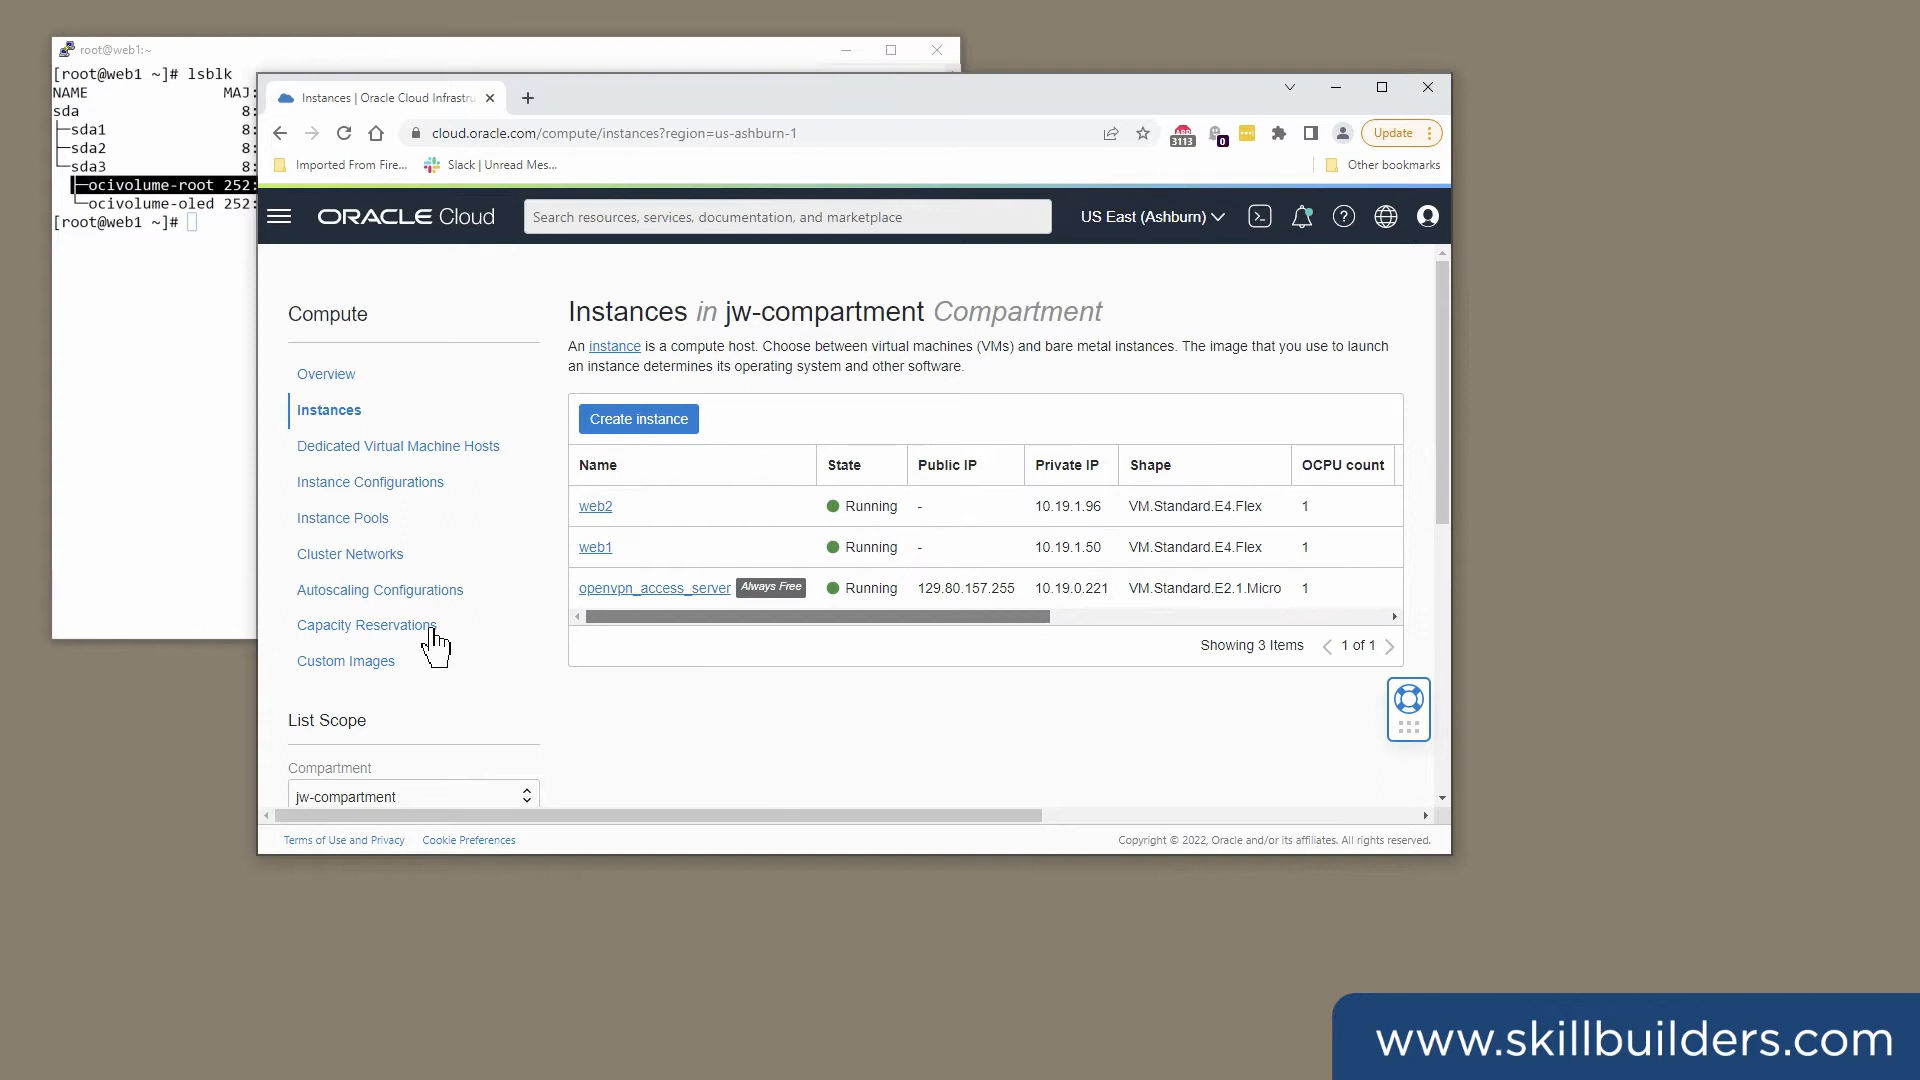 root@web1:~
[root@web1 ~]# lsblk
NAME MAJ:
sda 8:
├─sda1 8:
├─sda2 8:
└─sda3 8:
├─ocivolume-root 252:
└─ocivolume-oled 252:
[root@web1 ~]#
Instances | Oracle Cloud Infrastru
cloud.oracle.com/compute/instances?region=us-ashburn-1
ABP
3113
0
Update
Imported From Fire...
Slack | Unread Mes...
Other bookmarks
ORACLE Cloud
Search resources, services, documentation, and marketplace
US East (Ashburn)
Compute
Overview
Instances
Dedicated Virtual Machine Hosts
Instance Configurations
Instance Pools
Cluster Networks
Autoscaling Configurations
Capacity Reservations
Custom Images
List Scope
Compartment
jw-compartment
Instances in jw-compartment Compartment
An instance is a compute host. Choose between virtual machines (VMs) and bare metal instances. The image that you use to launch
an instance determines its operating system and other software.
Create instance
Name State Public IP Private IP Shape OCPU count
web2 Running - 10.19.1.96 VM.Standard.E4.Flex 1
web1 Running - 10.19.1.50 VM.Standard.E4.Flex 1
openvpn_access_server Always Free Running 129.80.157.255 10.19.0.221 VM.Standard.E2.1.Micro 1
Showing 3 Items 1 of 1
Terms of Use and Privacy Cookie Preferences
Copyright © 2022, Oracle and/or its affiliates. All rights reserved.
www.skillbuilders.com